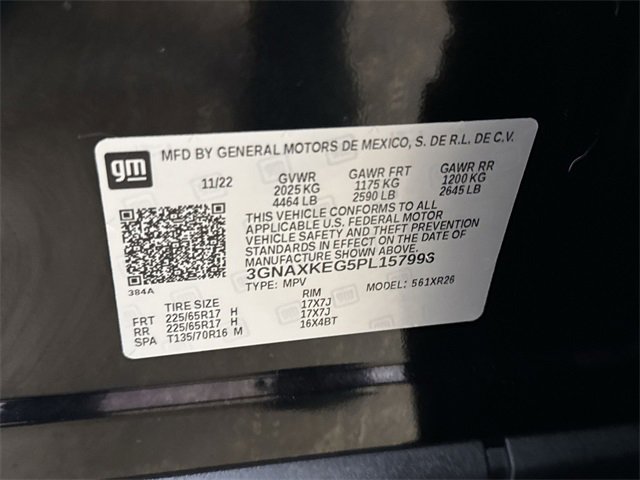 gm
MFD BY GENERAL MOTORS DE MEXICO, S. DE R.L. DE C.V.
11/22 GVWR GAWR FRT GAWR RR
2025 KG 1175 KG 1200 KG
4464 LB 2590 LB 2645 LB
THIS VEHICLE CONFORMS TO ALL
APPLICABLE U.S. FEDERAL MOTOR
VEHICLE SAFETY, BUMPER, AND THEFT
PREVENTION STANDARDS IN EFFECT ON
THE DATE OF
MANUFACTURE SHOWN ABOVE.
3GNAXKEG5PL157993
TYPE: MPV MODEL: 561XR26
384A
TIRE SIZE RIM
FRT 225/65R17 H 17X7J
RR 225/65R17 H 17X7J
SPA T135/70R16 M 16X4BT